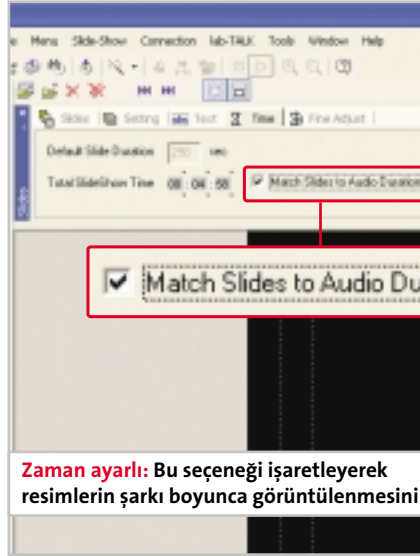 e Menu Slide-Show Connection lab-TALK Tools Window Help
Slides Setting Text Time Fine Adjust
Default Slide Duration sec
Total SlideShow Time 00 : 04 : 58 Match Slides to Audio Duration
Slides
Match Slides to Audio Du
Zaman ayarlı: Bu seçeneği işaretleyerek
resimlerin şarkı boyunca görüntülenmesini